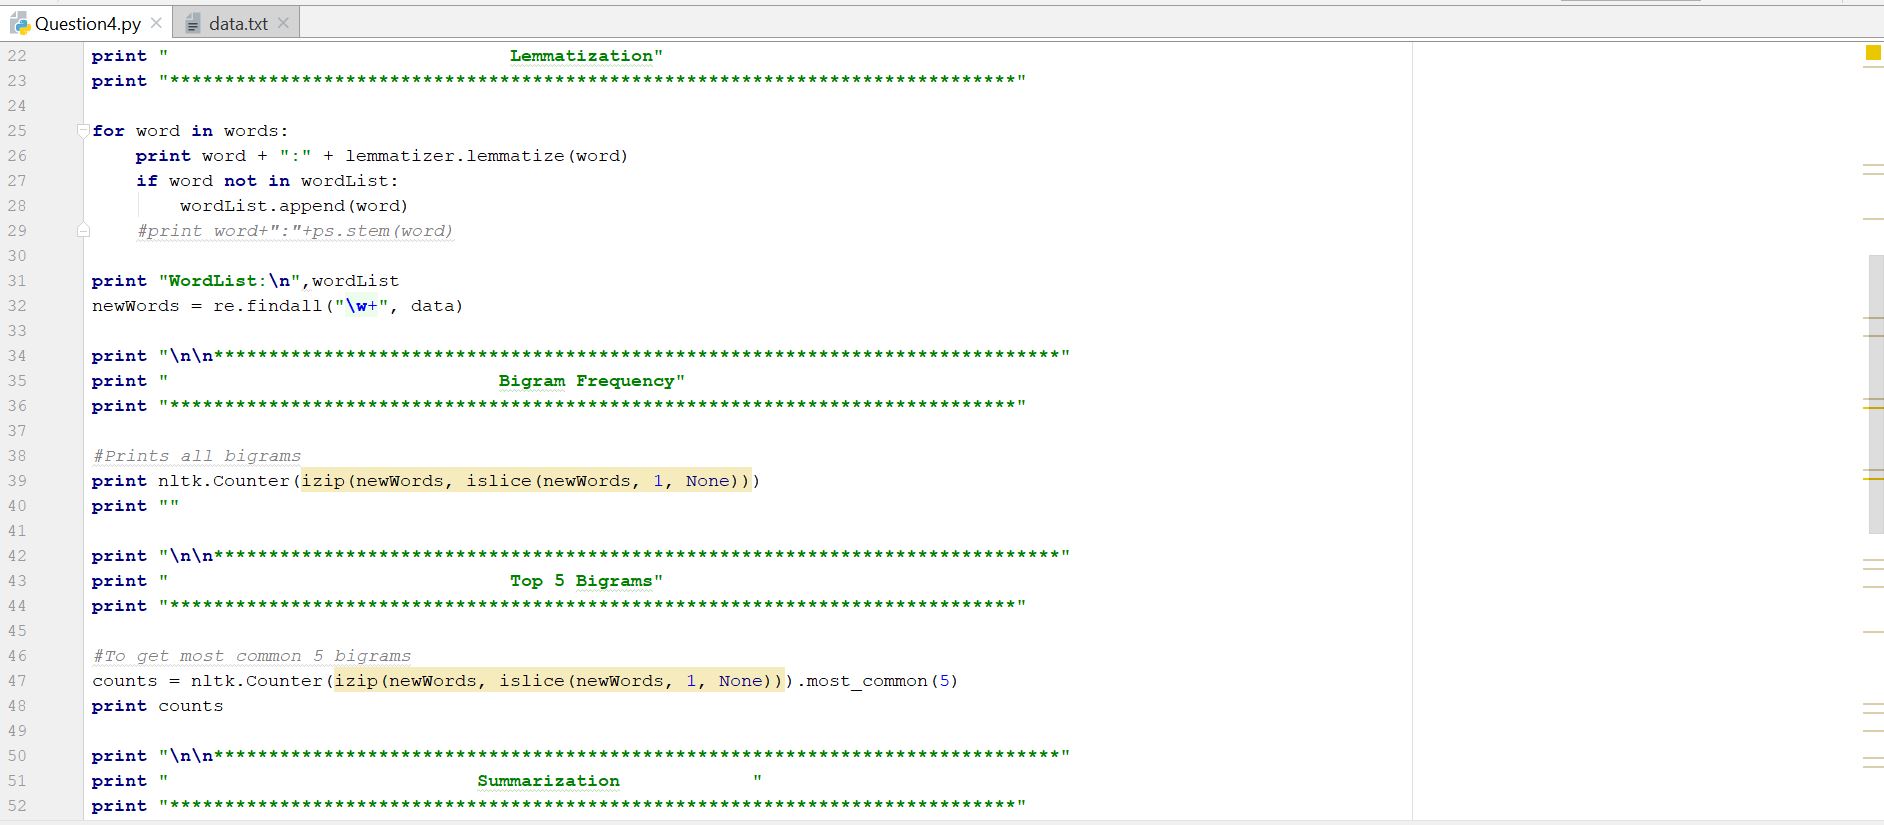 Question4.py data.txt
22 print "                               Lemmatization"
23 print "*****************************************************************************"
24
25 for word in words:
26     print word + ":" + lemmatizer.lemmatize(word)
27     if word not in wordList:
28         wordList.append(word)
29     #print word+":"+ps.stem(word)
30
31 print "WordList:\n",wordList
32 newWords = re.findall("\w+", data)
33
34 print "\n\n*****************************************************************************"
35 print "                              Bigram Frequency"
36 print "*****************************************************************************"
37
38 #Prints all bigrams
39 print nltk.Counter(izip(newWords, islice(newWords, 1, None)))
40 print ""
41
42 print "\n\n*****************************************************************************"
43 print "                               Top 5 Bigrams"
44 print "*****************************************************************************"
45
46 #To get most common 5 bigrams
47 counts = nltk.Counter(izip(newWords, islice(newWords, 1, None))).most_common(5)
48 print counts
49
50 print "\n\n*****************************************************************************"
51 print "                            Summarization            "
52 print "*****************************************************************************"